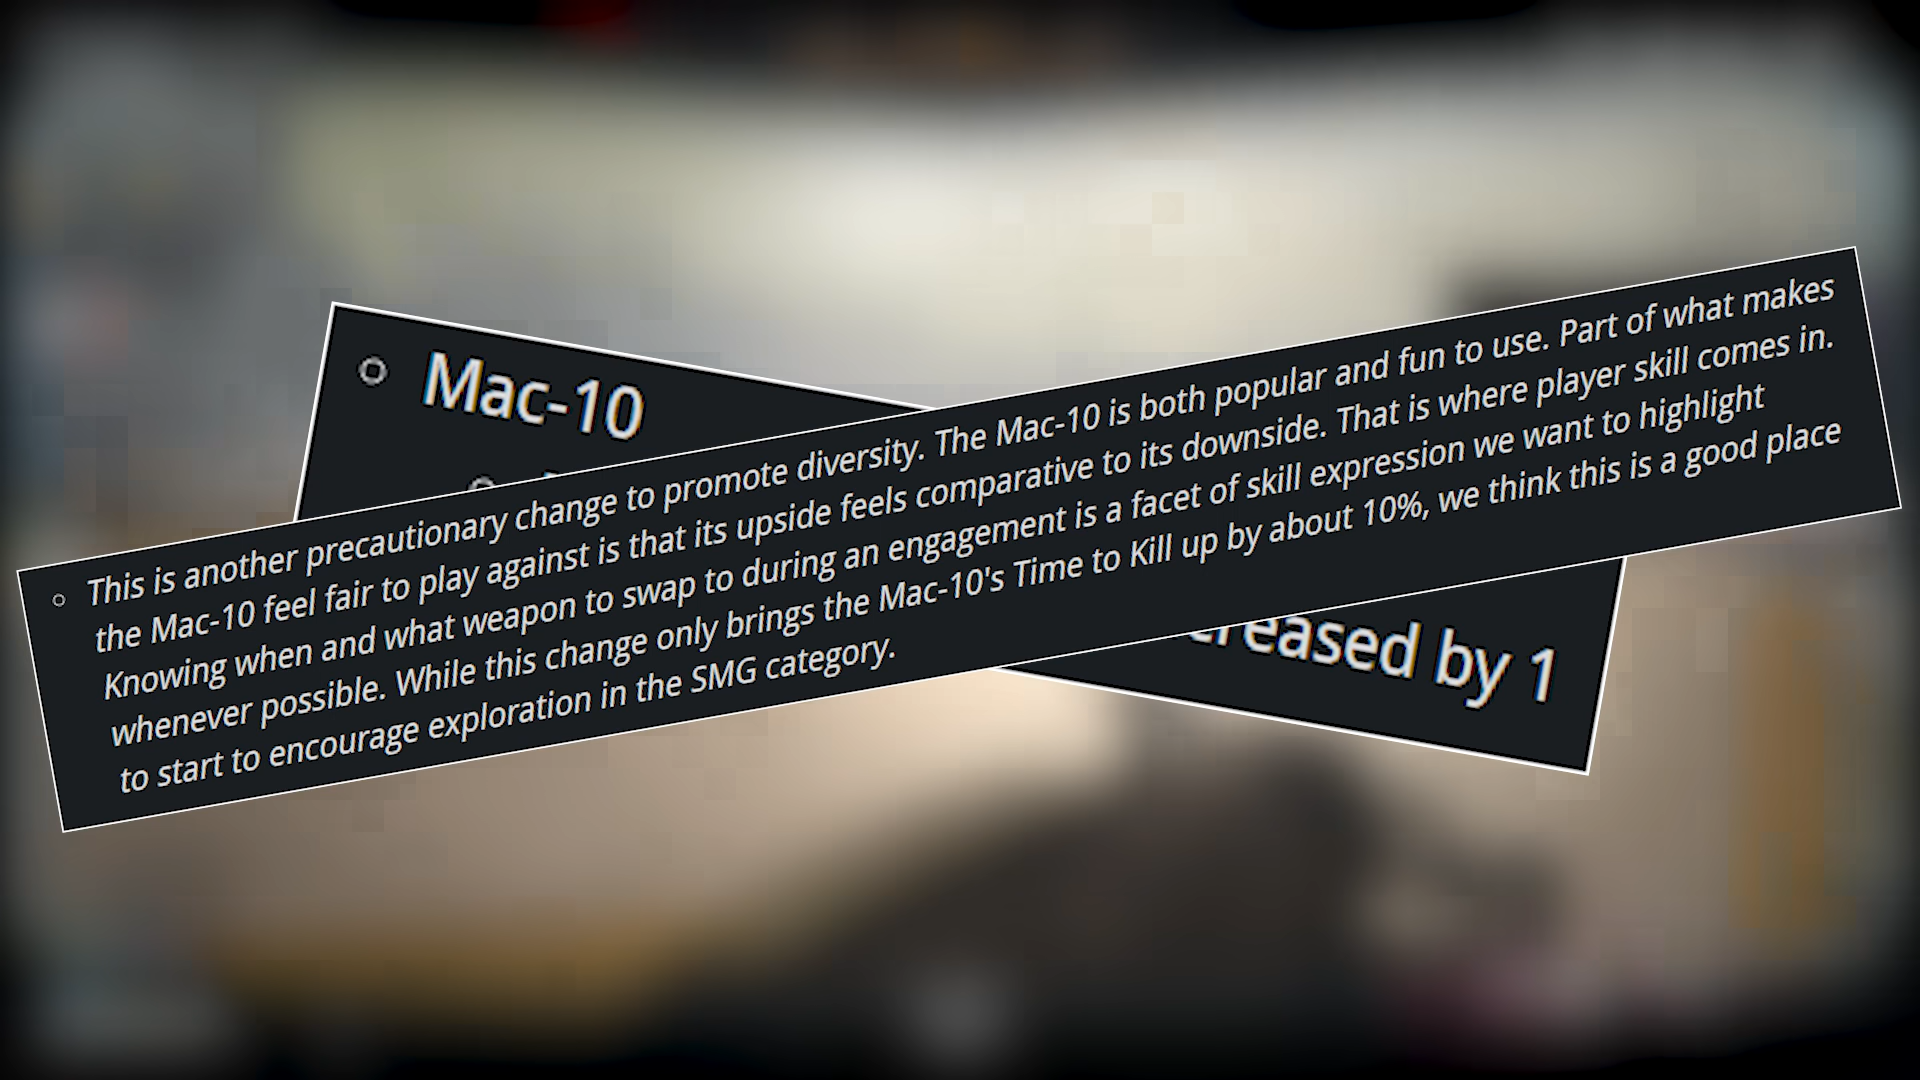 ○ Mac-10
○ This is another precautionary change to promote diversity. The Mac-10 is both popular and fun to use. Part of what makes
the Mac-10 feel fair to play against is that its upside feels comparative to its downside. That is where player skill comes in.
Knowing when and what weapon to swap to during an engagement is a facet of skill expression we want to highlight
whenever possible. While this change only brings the Mac-10's Time to Kill up by about 10%, we think this is a good place
to start to encourage exploration in the SMG category.
by 1